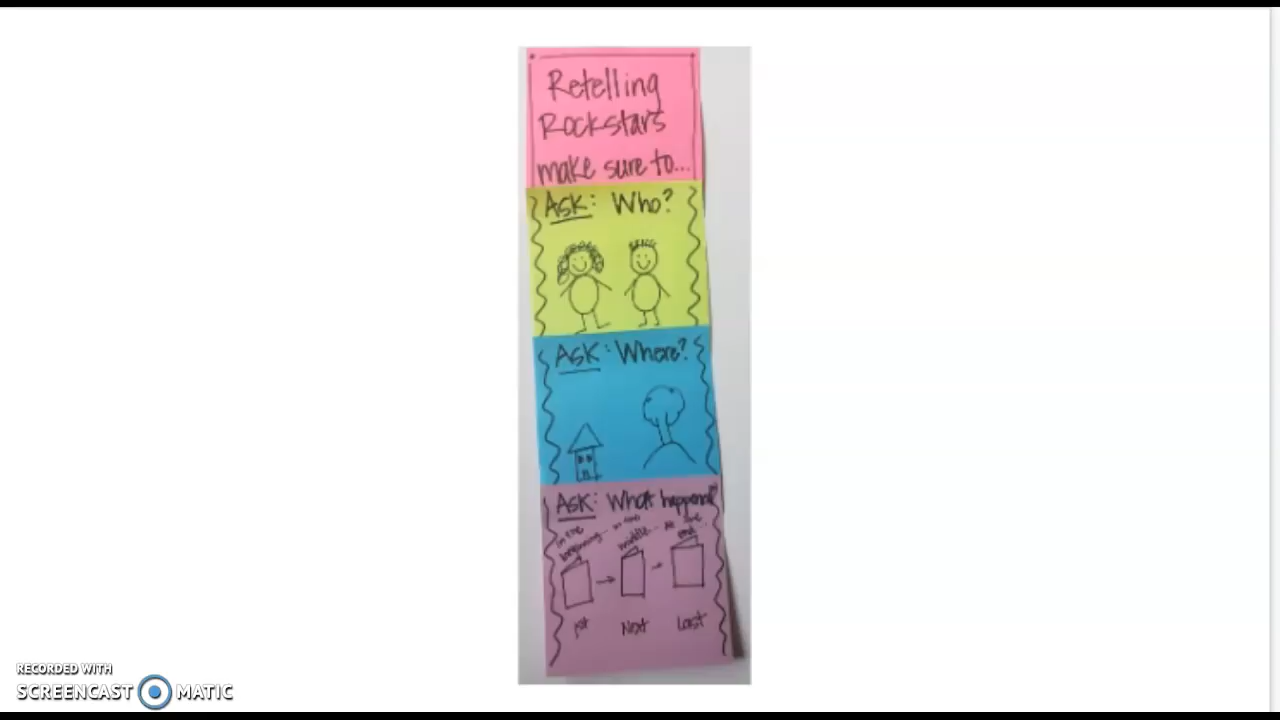 Retelling
Rockstars
make sure to...
Ask: Who?
Ask: Where?
Ask: What happened?
in the
beginning...
in the
middle...
at the
end...
1st
Next
Last
RECORDED WITH
SCREENCAST MATIC